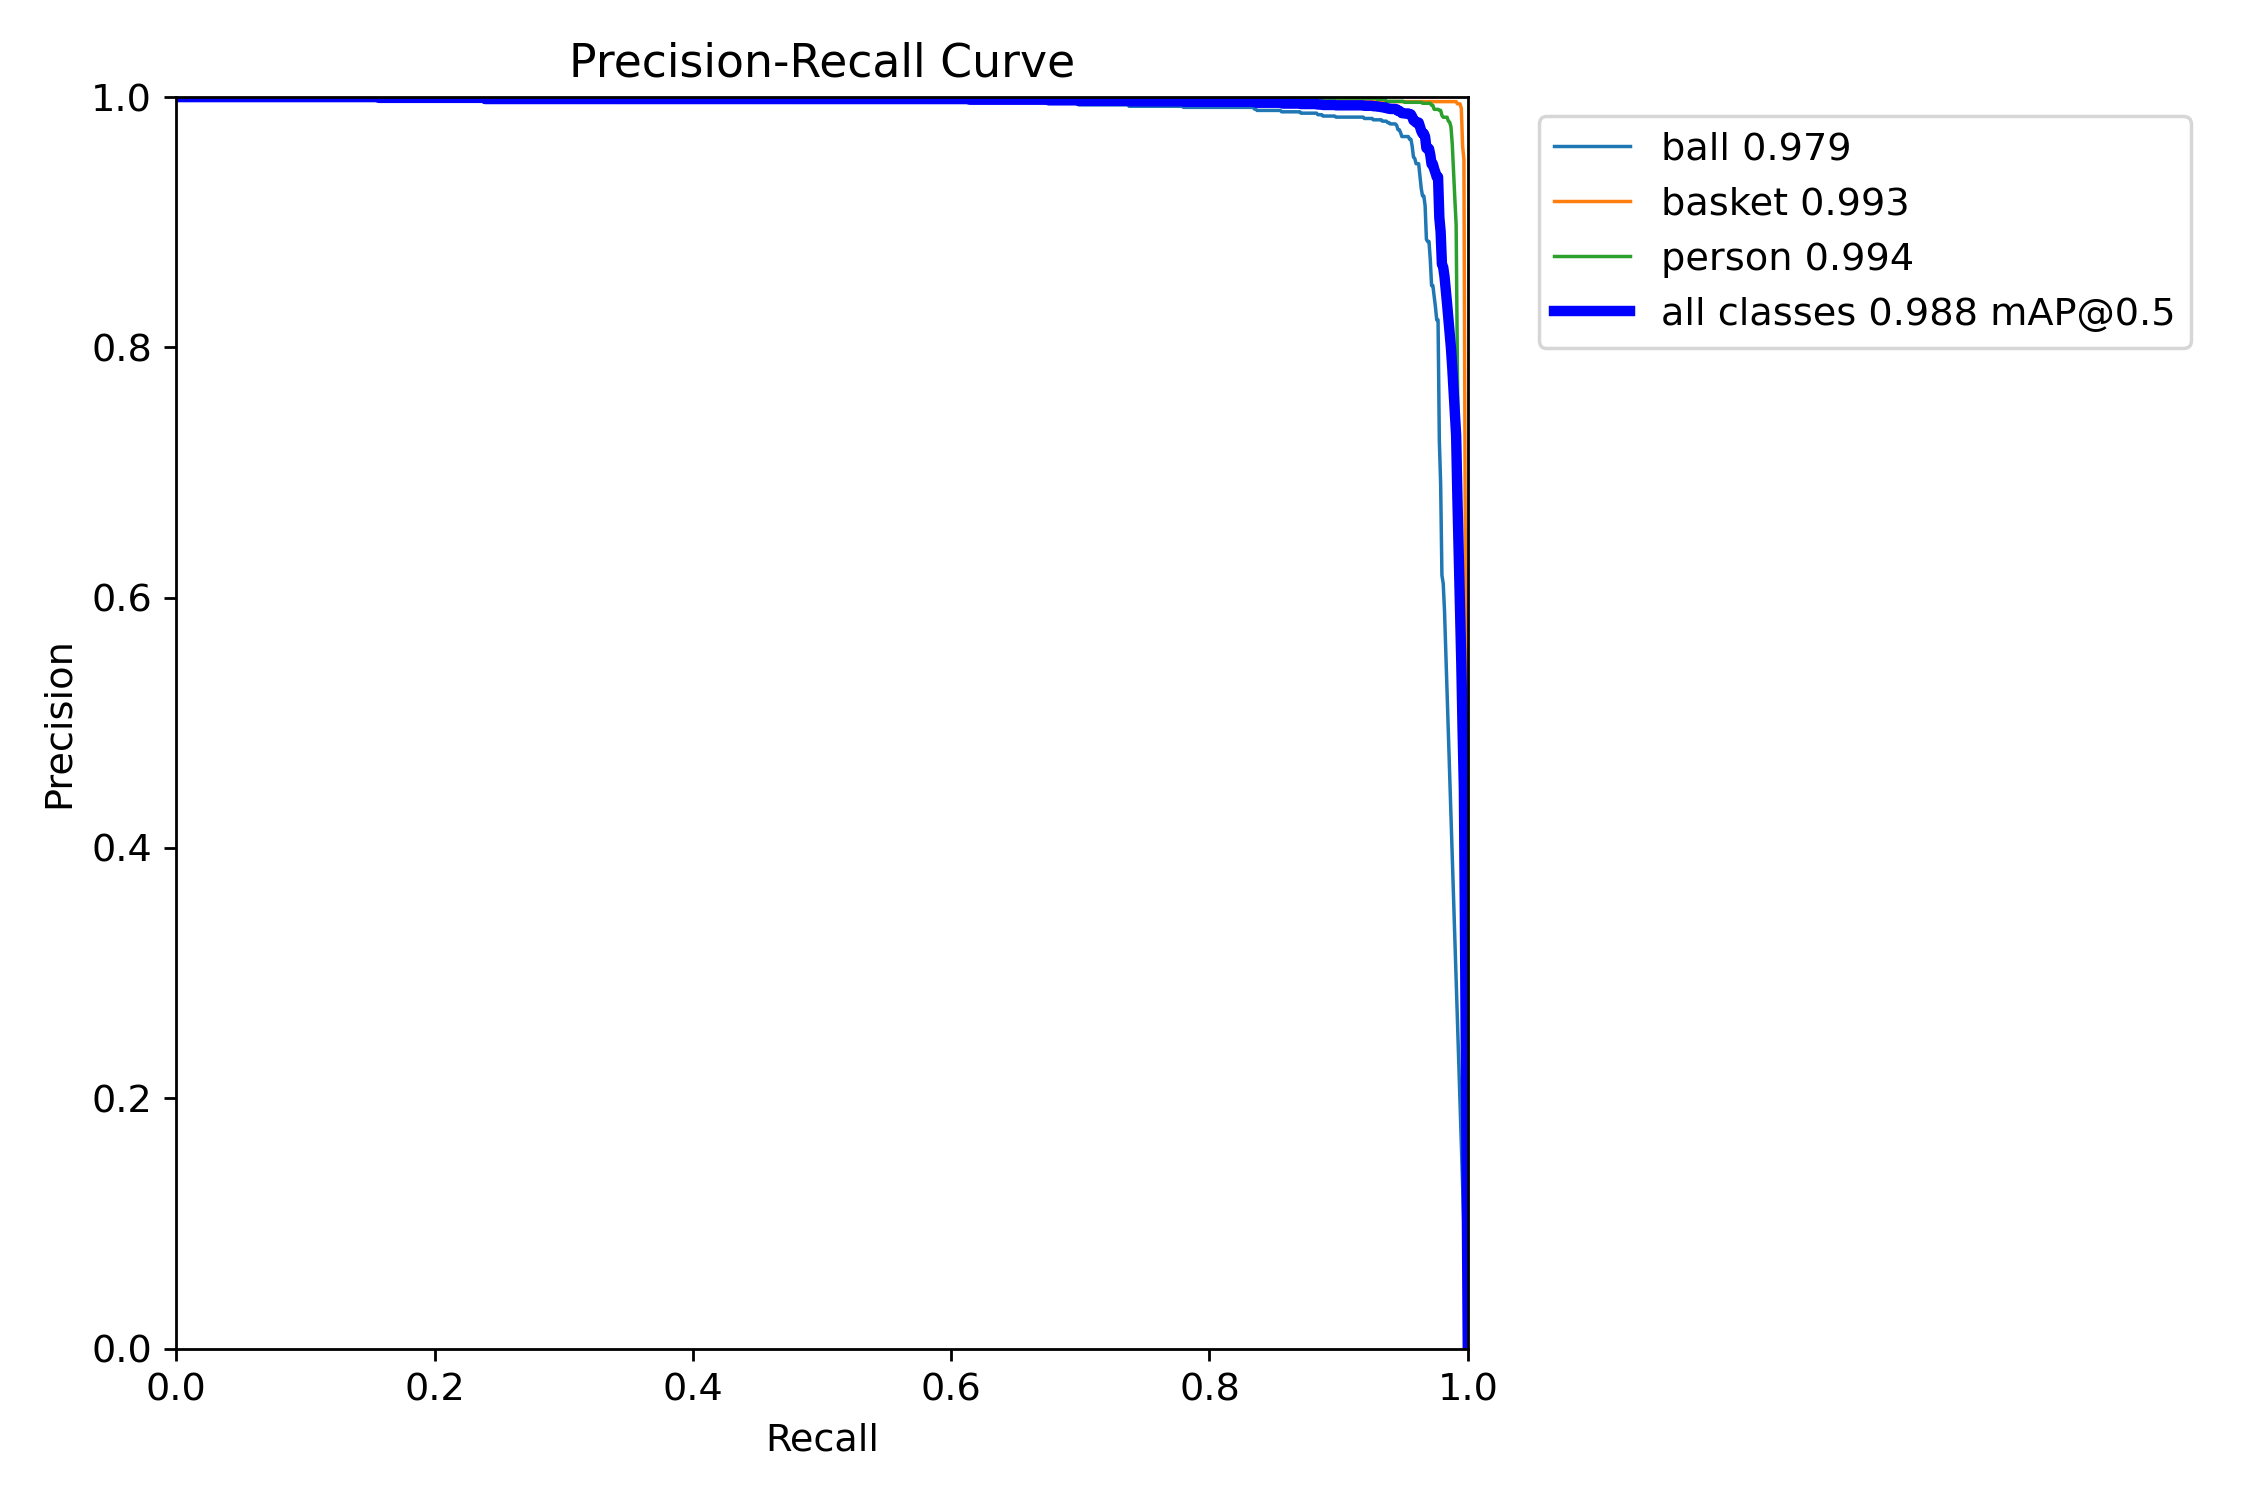 Precision-Recall Curve
1.0
0.8
0.6
0.4
0.2
0.0
Precision
0.0 0.2 0.4 0.6 0.8 1.0
Recall
ball 0.979
basket 0.993
person 0.994
all classes 0.988 mAP@0.5